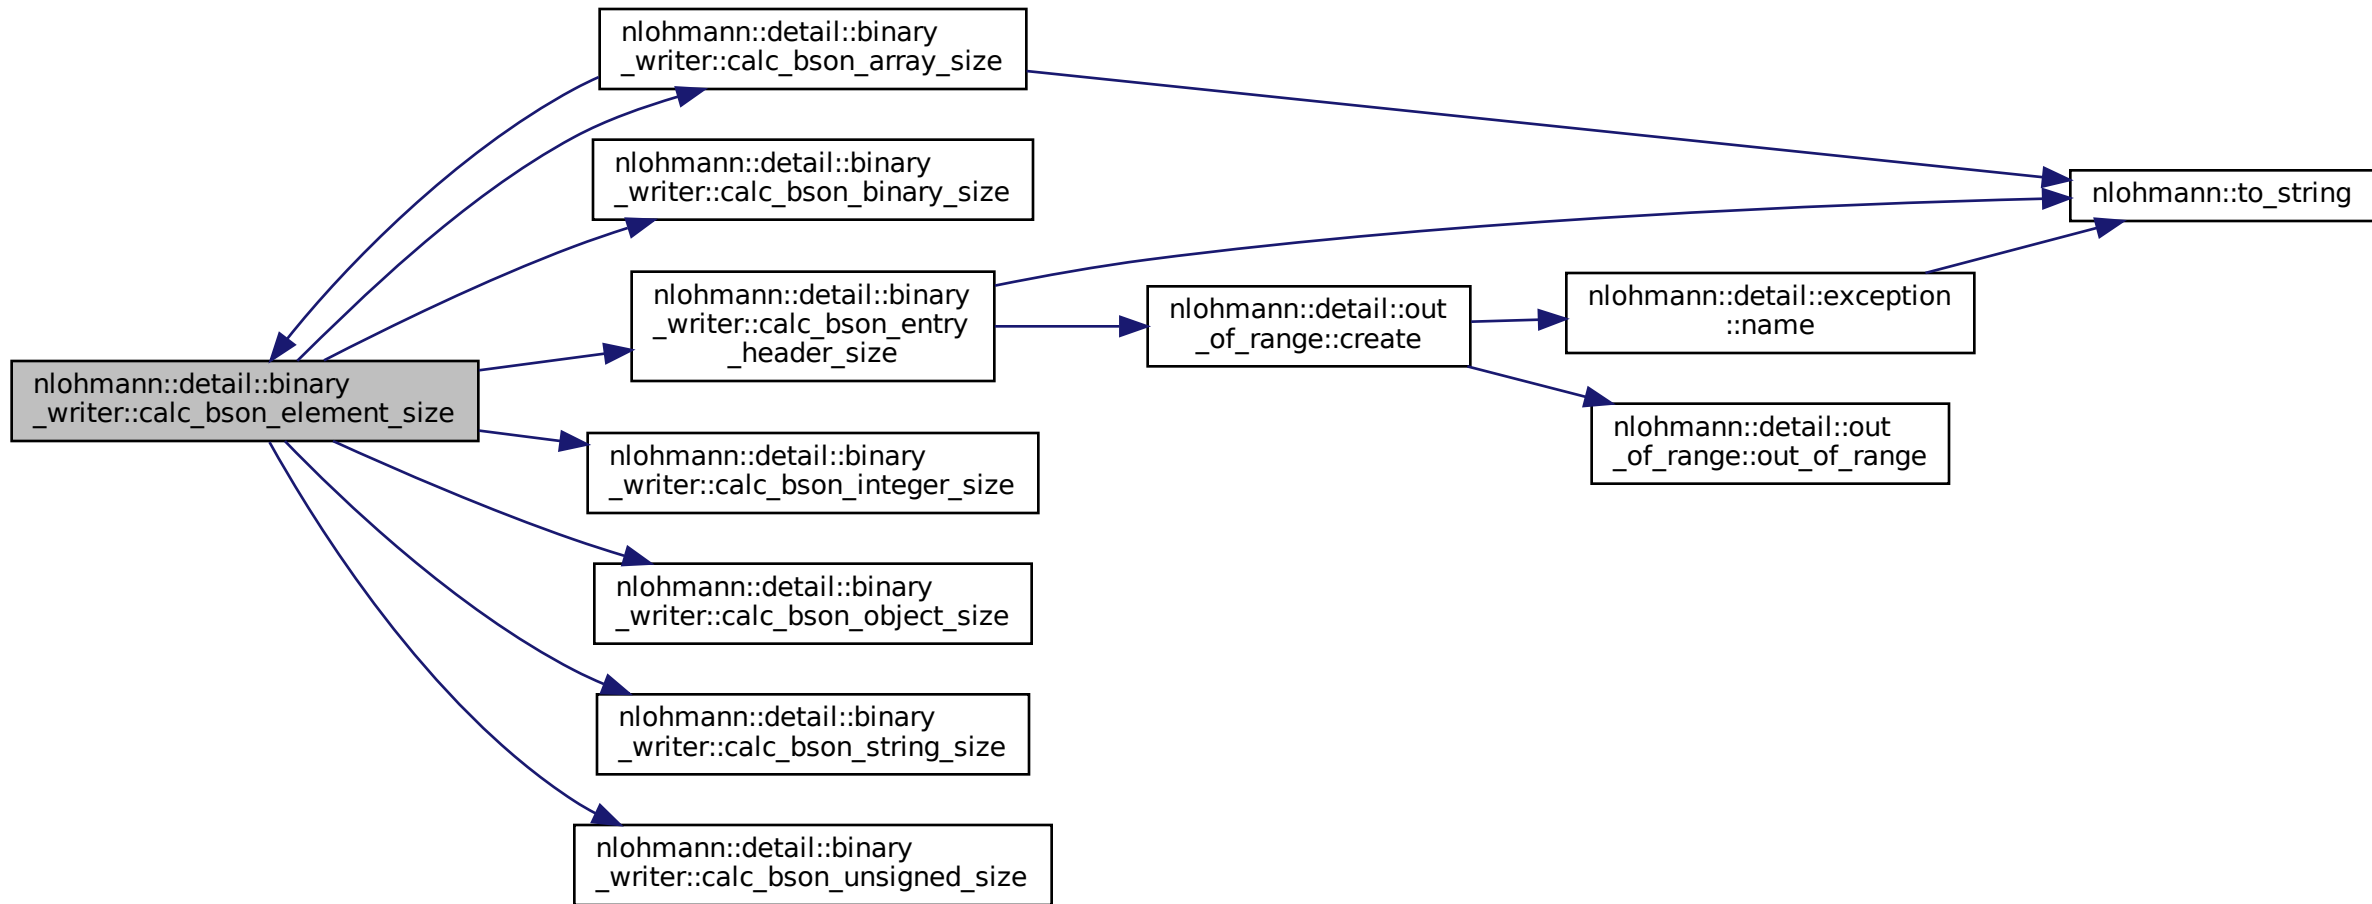 nlohmann::detail::binary
_writer::calc_bson_array_size
nlohmann::detail::binary
_writer::calc_bson_binary_size
nlohmann::to_string
nlohmann::detail::binary
_writer::calc_bson_entry
_header_size
nlohmann::detail::out
_of_range::create
nlohmann::detail::exception
::name
nlohmann::detail::binary
_writer::calc_bson_element_size
nlohmann::detail::out
_of_range::out_of_range
nlohmann::detail::binary
_writer::calc_bson_integer_size
nlohmann::detail::binary
_writer::calc_bson_object_size
nlohmann::detail::binary
_writer::calc_bson_string_size
nlohmann::detail::binary
_writer::calc_bson_unsigned_size